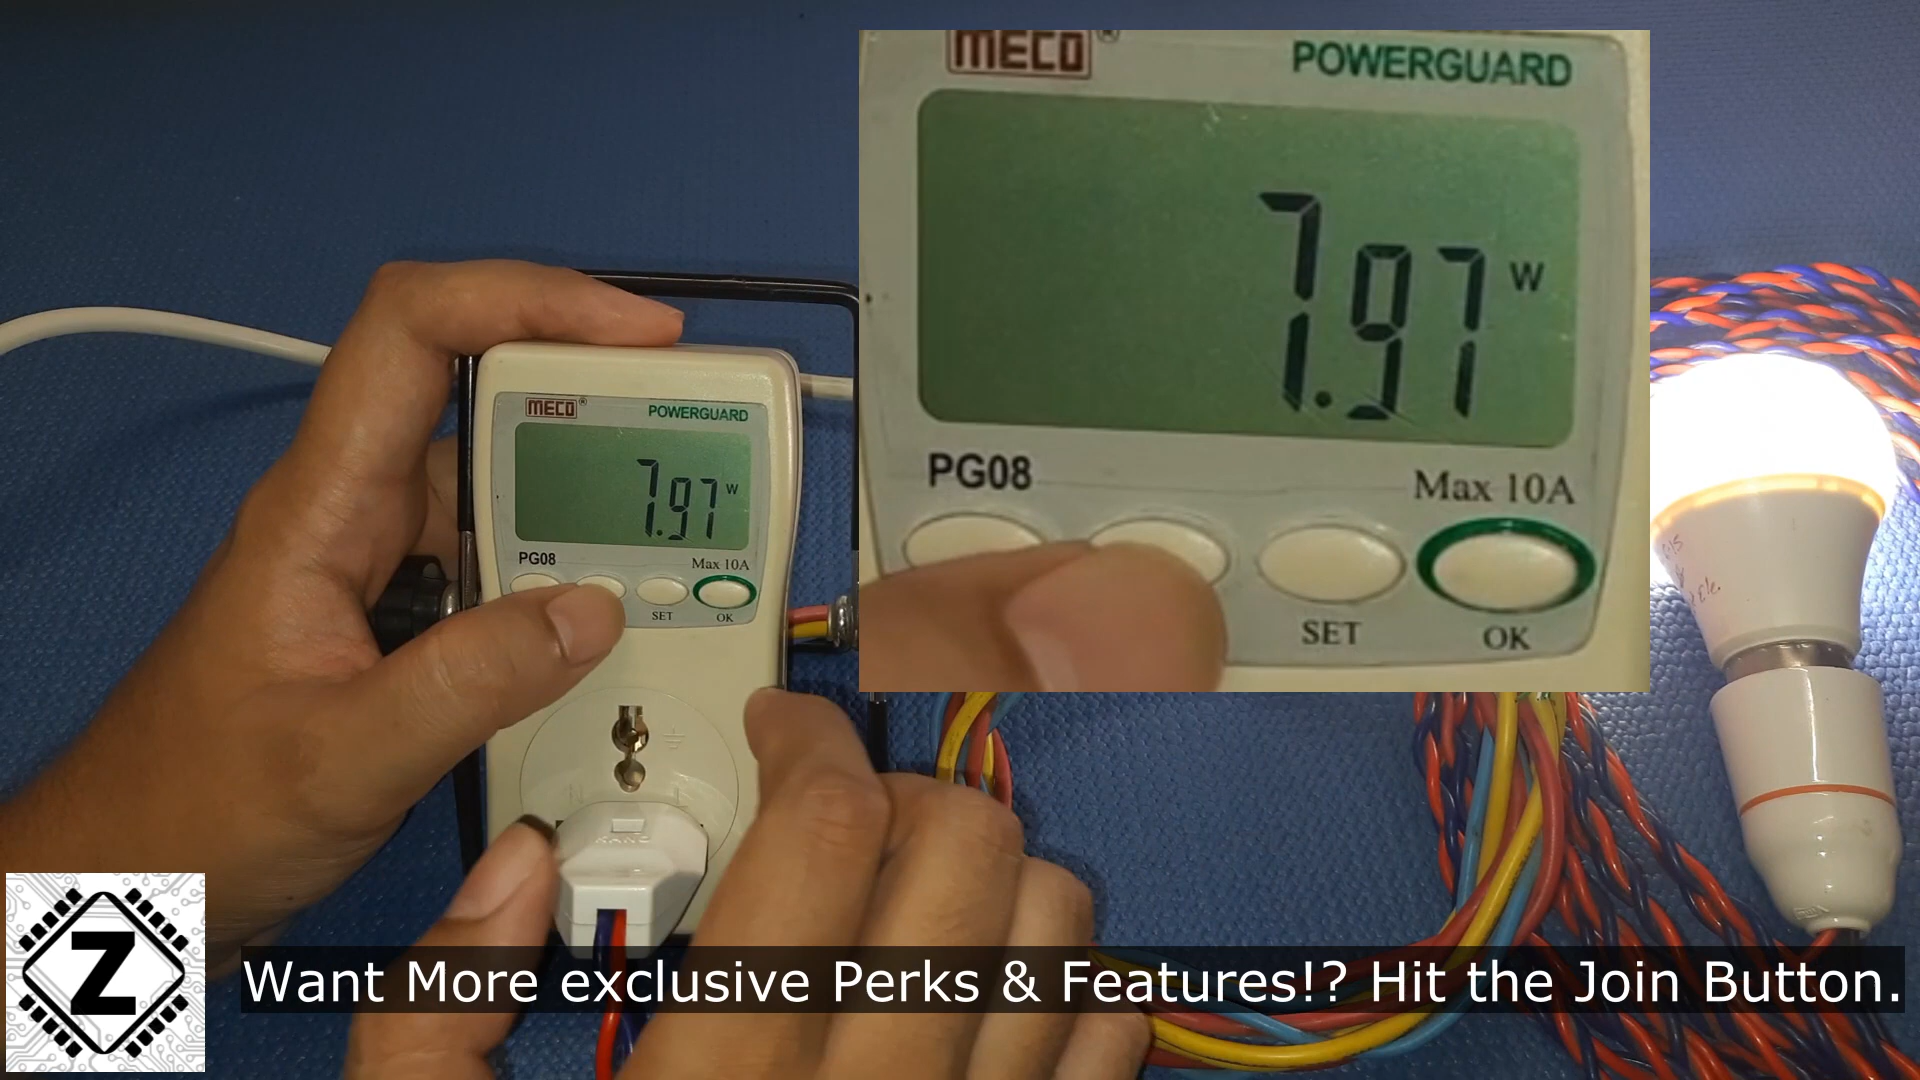 MECO®
POWERGUARD
7.97 W
PG08
Max 10A
SET
OK
MECO®
POWERGUARD
7.97 W
PG08
Max 10A
SET
OK
N L
Z
Want More exclusive Perks & Features!? Hit the Join Button.